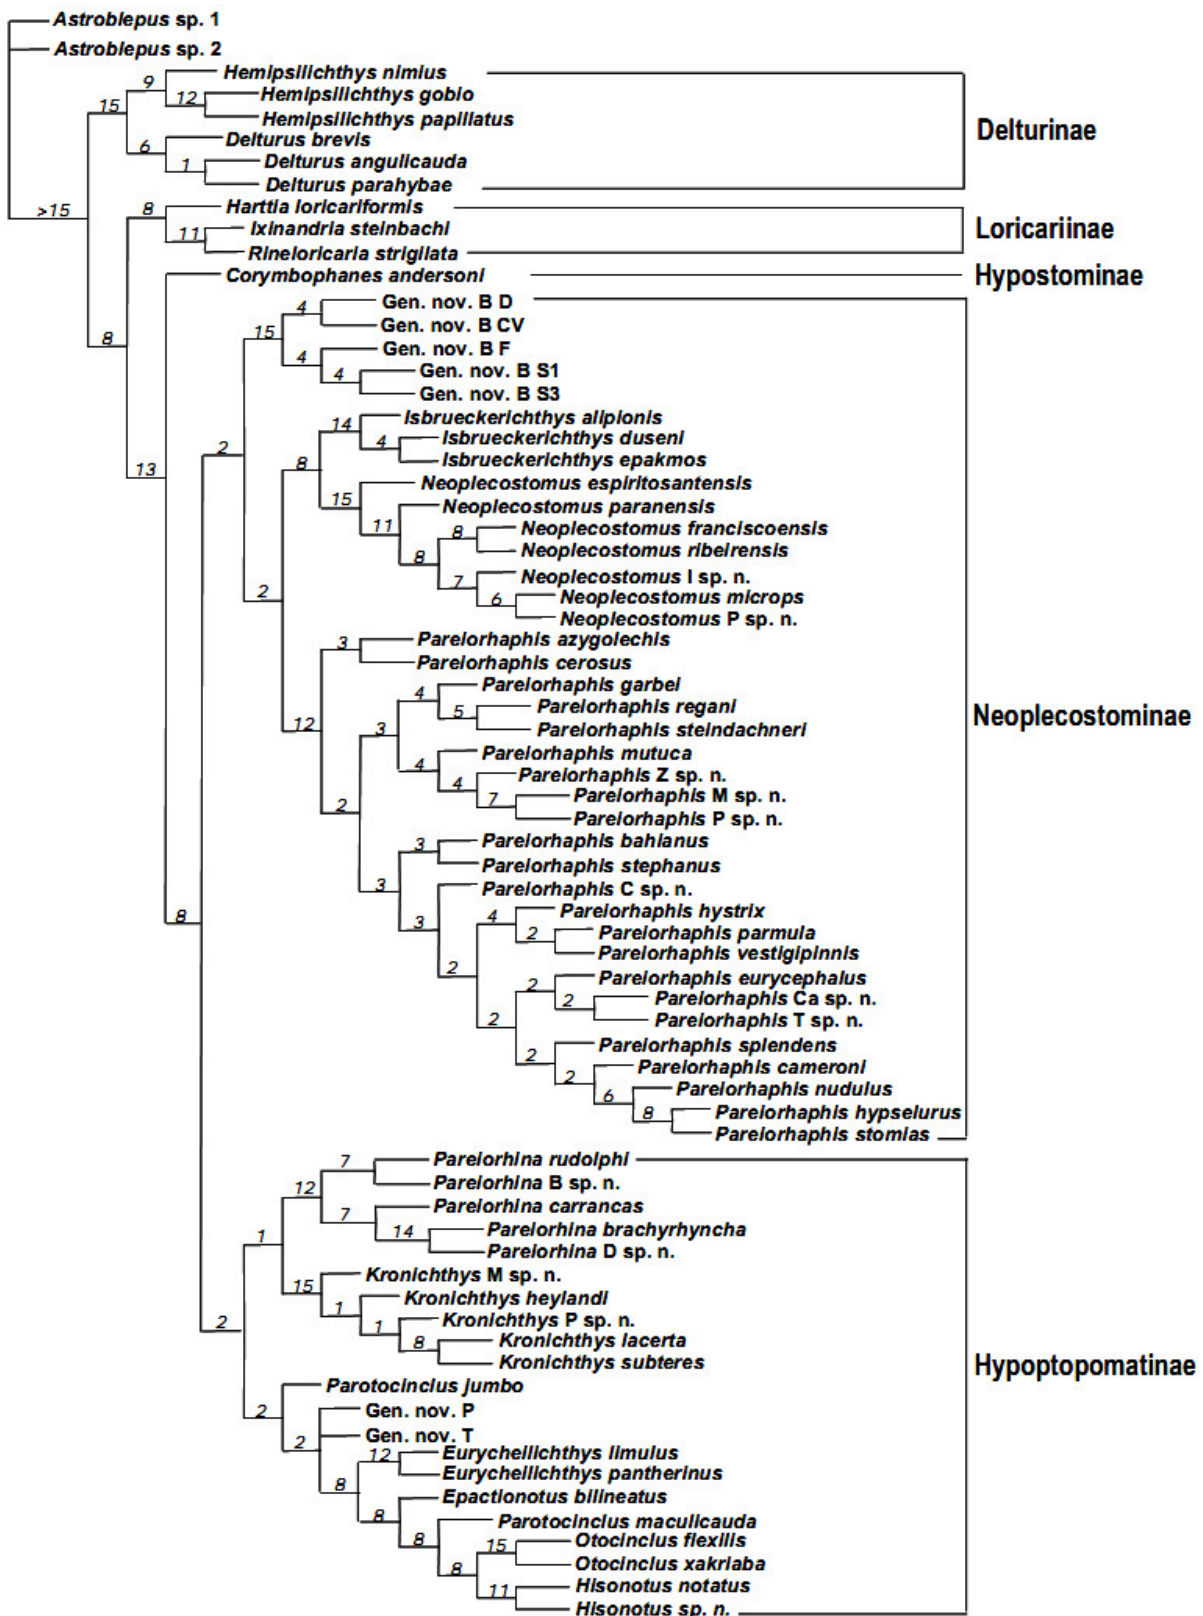 Astroblepus sp. 1
Astroblepus sp. 2
Hemipsilichthys nimius
9
12
Hemipsilichthys gobio
15
Hemipsilichthys papillatus
Delturinae
Delturus brevis
6
Delturus angulicauda
1
Delturus parahybae
>15
8
Harttia loricariformis
Ixinandria steinbachi
11
Loricariinae
Rineloricaria strigilata
Corymbophanes andersoni
Hypostominae
Gen. nov. B D
4
Gen. nov. B CV
15
8
Gen. nov. B F
4
Gen. nov. B S1
4
Gen. nov. B S3
Isbrueckerichthys alipionis
14
Isbrueckerichthys duseni
4
2
Isbrueckerichthys epakmos
8
13
Neoplecostomus espiritosantensis
15
Neoplecostomus paranensis
11
Neoplecostomus franciscoensis
8
Neoplecostomus ribeirensis
8
Neoplecostomus I sp. n.
7
Neoplecostomus microps
2
6
Neoplecostomus P sp. n.
Pareiorhaphis azygolechis
3
Pareiorhaphis cerosus
Pareiorhaphis garbei
4
Pareiorhaphis regani
5
Neoplecostominae
12
3
Pareiorhaphis steindachneri
Pareiorhaphis mutuca
4
Pareiorhaphis Z sp. n.
4
Pareiorhaphis M sp. n.
7
2
Pareiorhaphis P sp. n.
Pareiorhaphis bahianus
3
Pareiorhaphis stephanus
3
Pareiorhaphis C sp. n.
8
4
Pareiorhaphis hystrix
3
2
Pareiorhaphis parmula
Pareiorhaphis vestigipinnis
2
Pareiorhaphis eurycephalus
2
2
Pareiorhaphis Ca sp. n.
2
Pareiorhaphis T sp. n.
Pareiorhaphis splendens
2
Pareiorhaphis cameroni
2
Pareiorhaphis nudulus
6
Pareiorhaphis hypselurus
8
Pareiorhaphis stomias
Pareiorhina rudolphi
7
Pareiorhina B sp. n.
12
Pareiorhina carrancas
7
Pareiorhina brachyrhyncha
14
1
Pareiorhina D sp. n.
Kronichthys M sp. n.
15
Kronichthys heylandi
1
Kronichthys P sp. n.
2
1
Kronichthys lacerta
8
Kronichthys subteres
Hypoptopomatinae
Parotocinclus jumbo
2
Gen. nov. P
Gen. nov. T
2
Eurycheilichthys limulus
12
Eurycheilichthys pantherinus
8
Epactionotus bilineatus
8
Parotocinclus maculicauda
8
Otocinclus flexilis
15
Otocinclus xakriaba
8
Hisonotus notatus
11
Hisonotus sp. n.